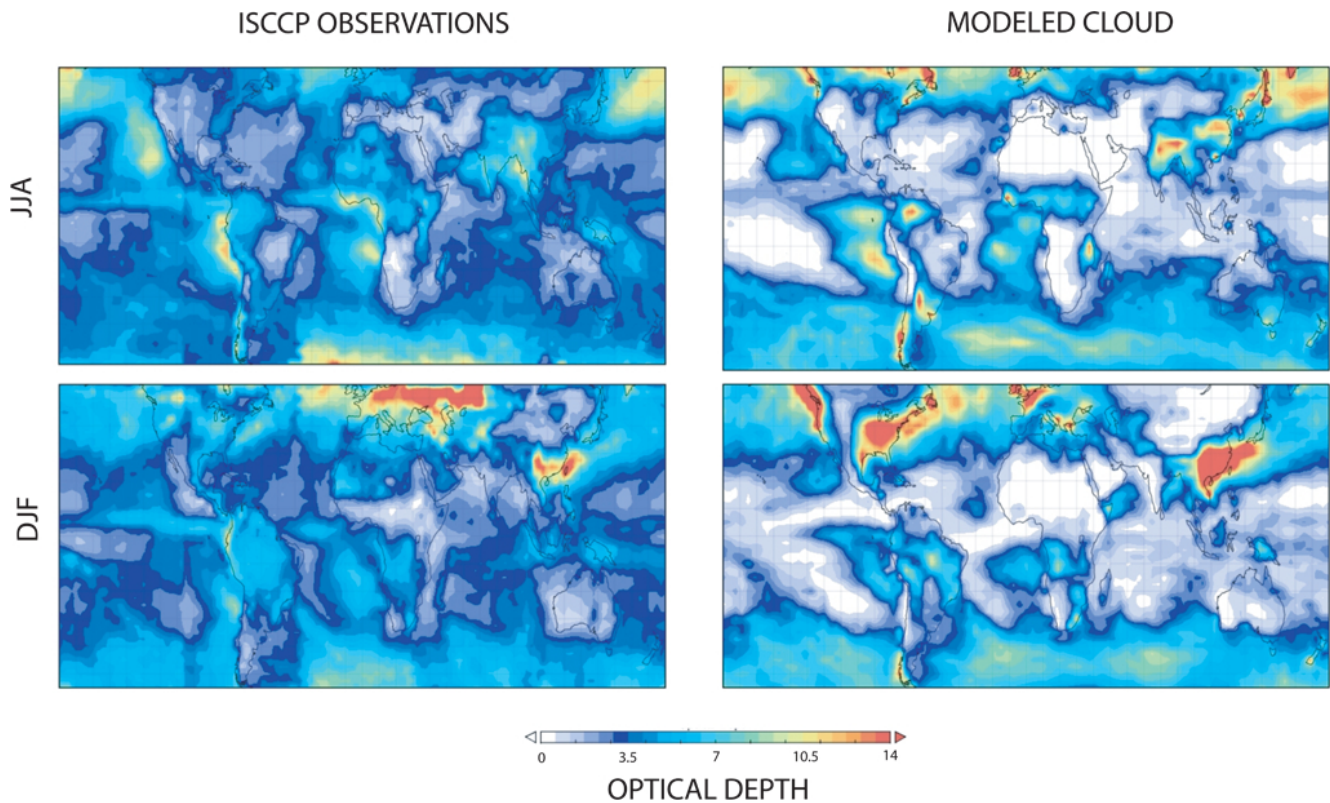 ISCCP OBSERVATIONS
MODELED CLOUD
JJA
DJF
0 3.5 7 10.5 14
OPTICAL DEPTH